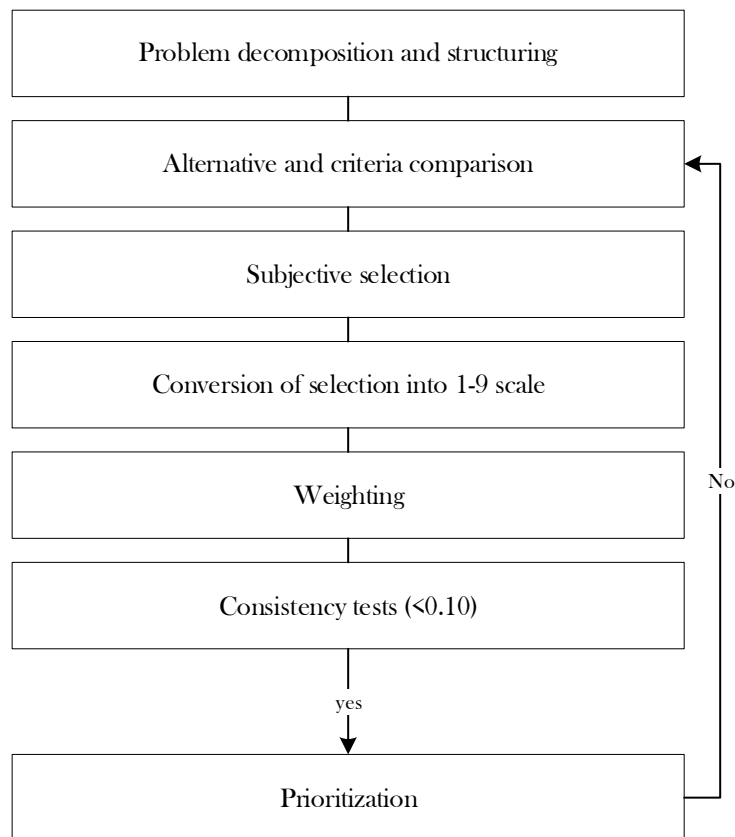 Problem decomposition and structuring
Alternative and criteria comparison
Subjective selection
Conversion of selection into 1-9 scale
Weighting
No
Consistency tests (<0.10)
yes
Prioritization